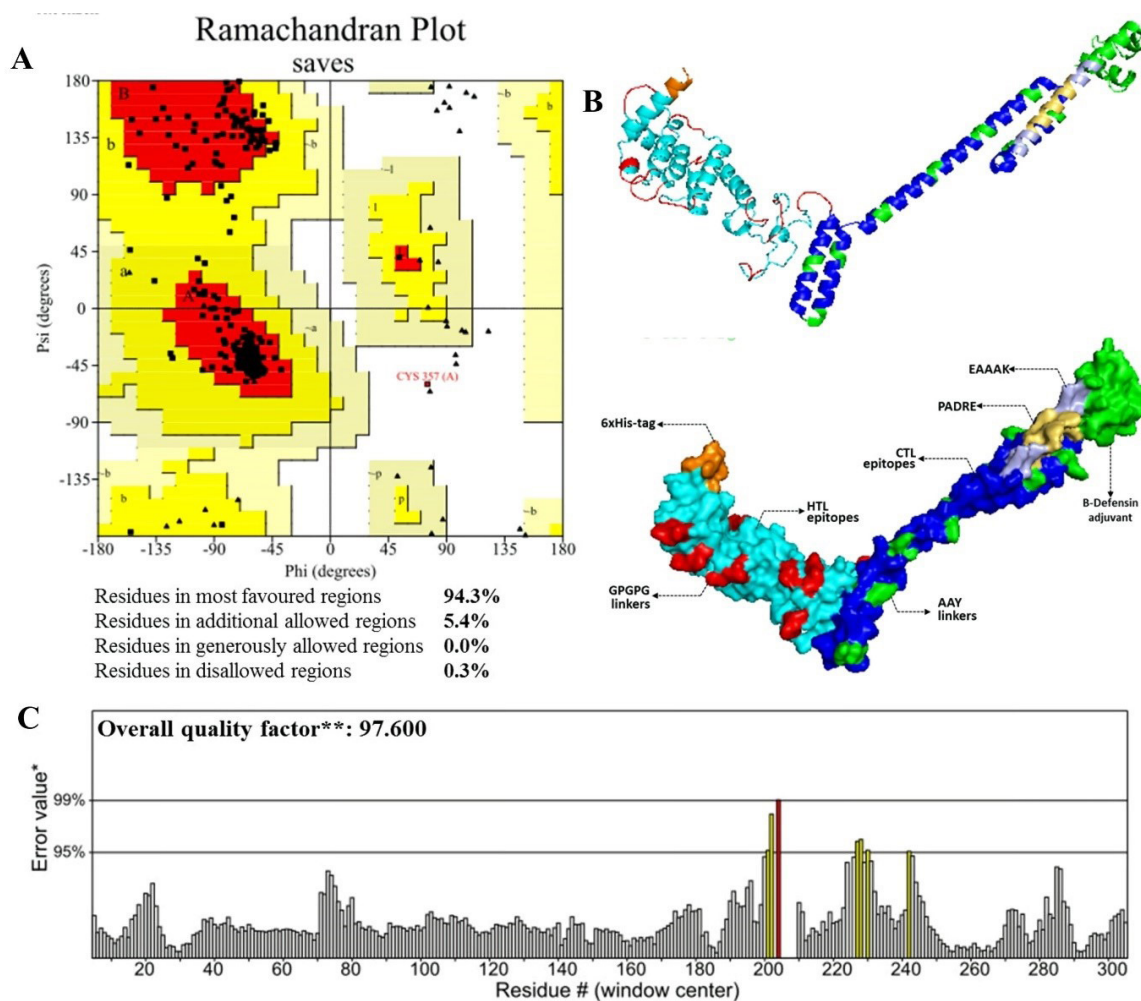 A
Ramachandran Plot
saves
180
135
90
45
0
-45
-90
-135
-180
Psi (degrees)
B
b
a
A
~b
~a
~l
l
~b
b
b
~b
b
~p
p
~b
CYS 357 (A)
-180 -135 -90 -45 0 45 90 135 180
Phi (degrees)
Residues in most favoured regions 94.3%
Residues in additional allowed regions 5.4%
Residues in generously allowed regions 0.0%
Residues in disallowed regions 0.3%
B
EAAAK
PADRE
6xHis-tag
CTL
epitopes
HTL
epitopes
B-Defensin
adjuvant
GPGPG
linkers
AAY
linkers
C
Overall quality factor**: 97.600
Error value*
99%
95%
20 40 60 80 100 120 140 160 180 200 220 240 260 280 300
Residue # (window center)